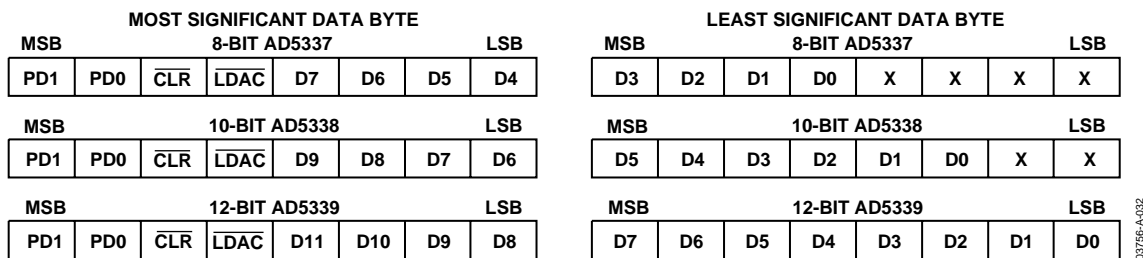 MOST SIGNIFICANT DATA BYTE
MSB 8-BIT AD5337 LSB
PD1 PD0 CLR LDAC D7 D6 D5 D4
MSB 10-BIT AD5338 LSB
PD1 PD0 CLR LDAC D9 D8 D7 D6
MSB 12-BIT AD5339 LSB
PD1 PD0 CLR LDAC D11 D10 D9 D8
LEAST SIGNIFICANT DATA BYTE
MSB 8-BIT AD5337 LSB
D3 D2 D1 D0 X X X X
MSB 10-BIT AD5338 LSB
D5 D4 D3 D2 D1 D0 X X
MSB 12-BIT AD5339 LSB
D7 D6 D5 D4 D3 D2 D1 D0
03756-A-032